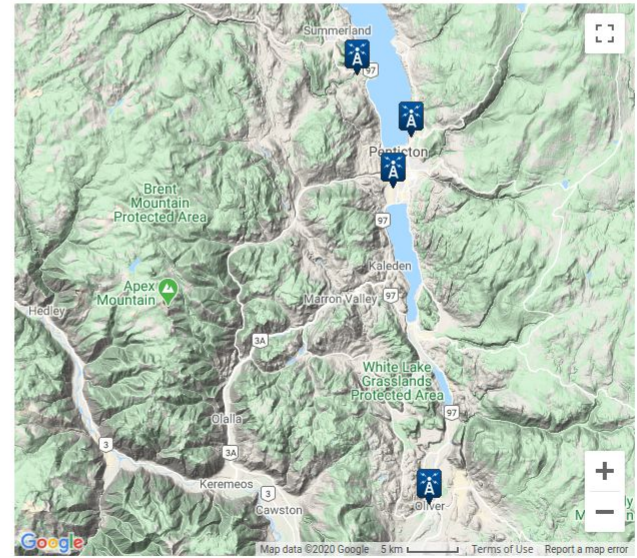 Summerland
97
Penticton
Brent
Mountain
Protected Area
97
Kaleden
Apex
Mountain
Marron Valley
97
Hedley
3A
White Lake
Grasslands
Protected Area
97
Olalla
3
3A
Keremeos
3
Cawston
Oliver
Google
Map data ©2020 Google
5 km
Terms of Use
Report a map error